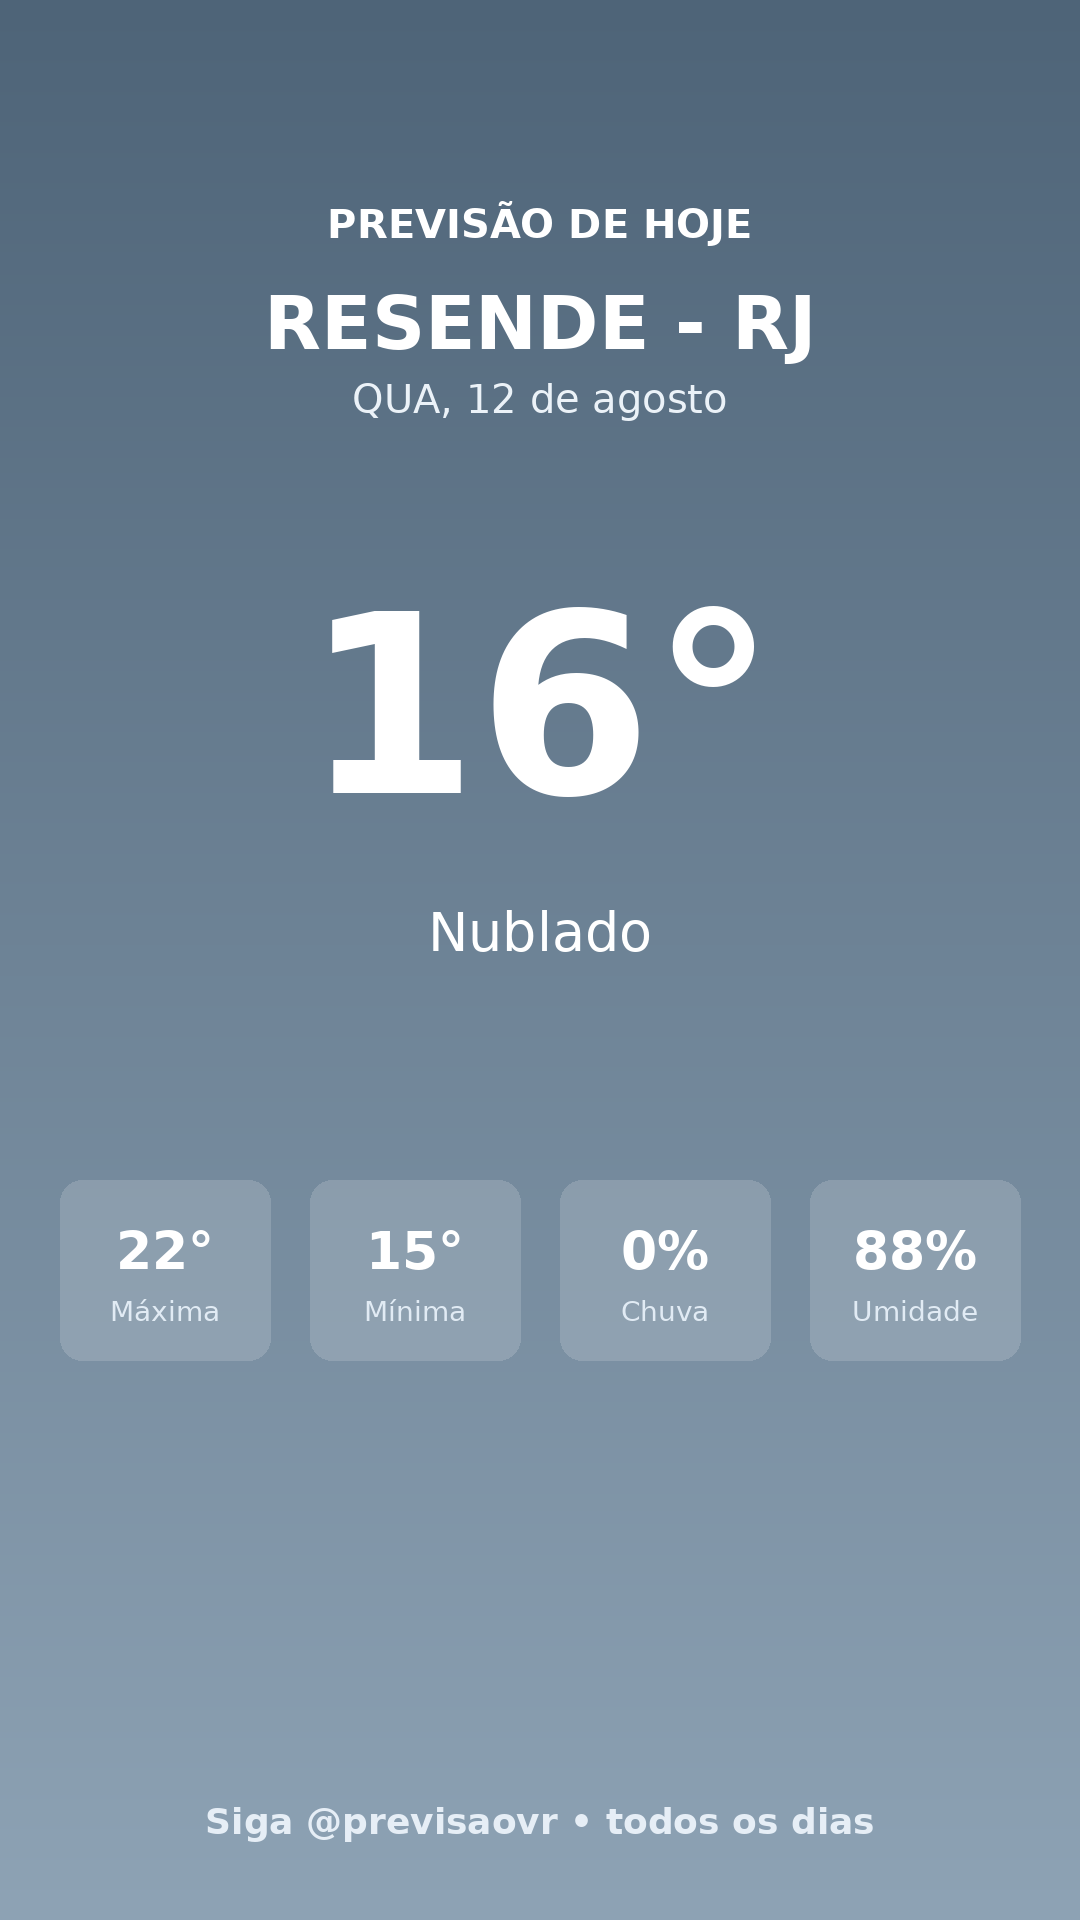 PREVISÃO DE HOJE
RESENDE - RJ
QUA, 12 de agosto
16°
Nublado
22° 15° 0% 88%
Máxima Mínima Chuva Umidade
Siga @previsaovr • todos os dias